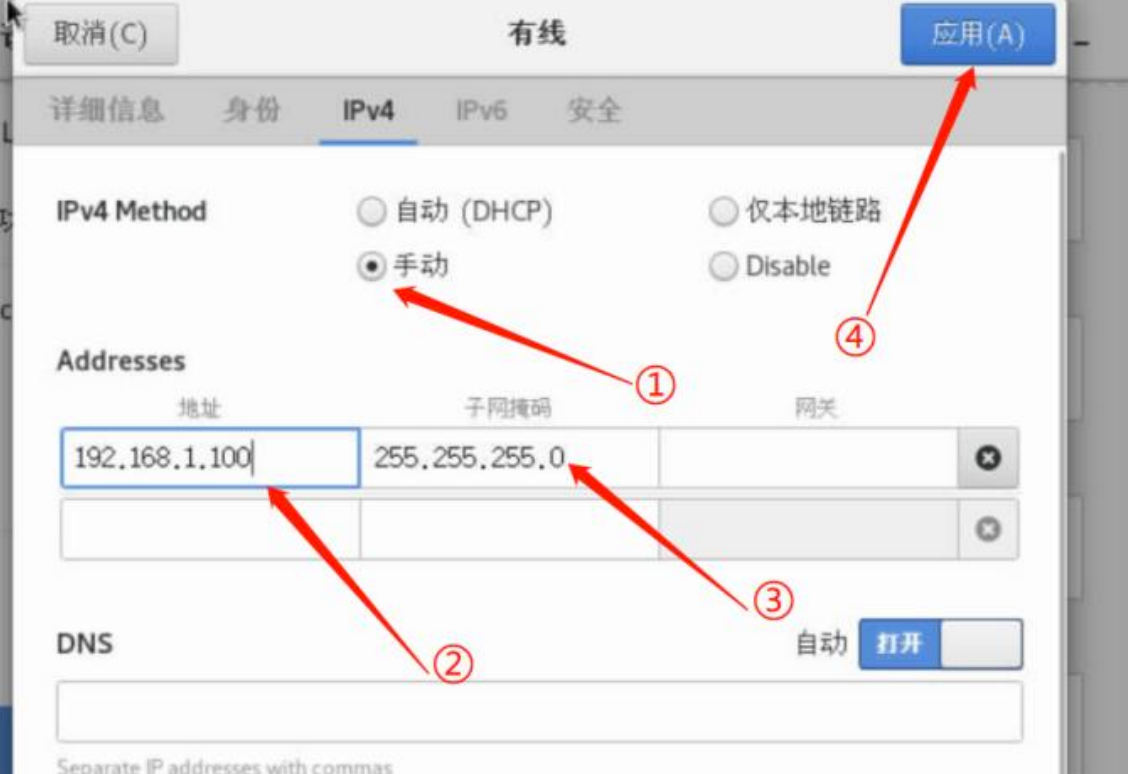 取消(C) 有线 应用(A)
详细信息 身份 IPv4 IPv6 安全
IPv4 Method 自动 (DHCP) 仅本地链路
手动 Disable
④
①
Addresses
地址 子网掩码 网关
192.168.1.100 255.255.255.0
③
DNS 自动 打开
②
Separate IP addresses with commas